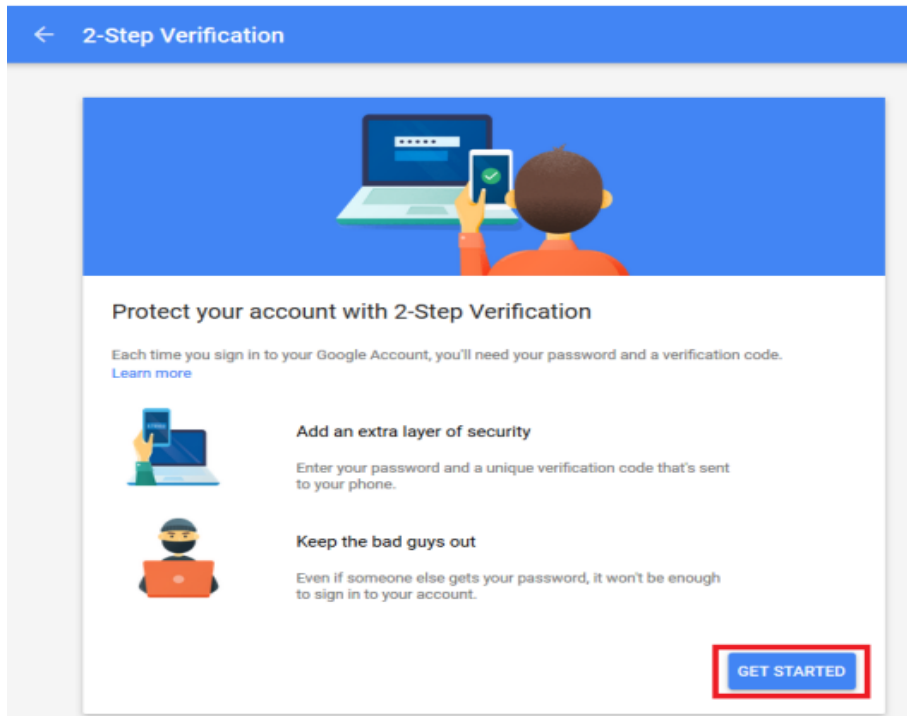 2-Step Verification
Protect your account with 2-Step Verification
Each time you sign in to your Google Account, you'll need your password and a verification code.
Learn more
Add an extra layer of security
Enter your password and a unique verification code that's sent
to your phone.
Keep the bad guys out
Even if someone else gets your password, it won't be enough
to sign in to your account.
GET STARTED